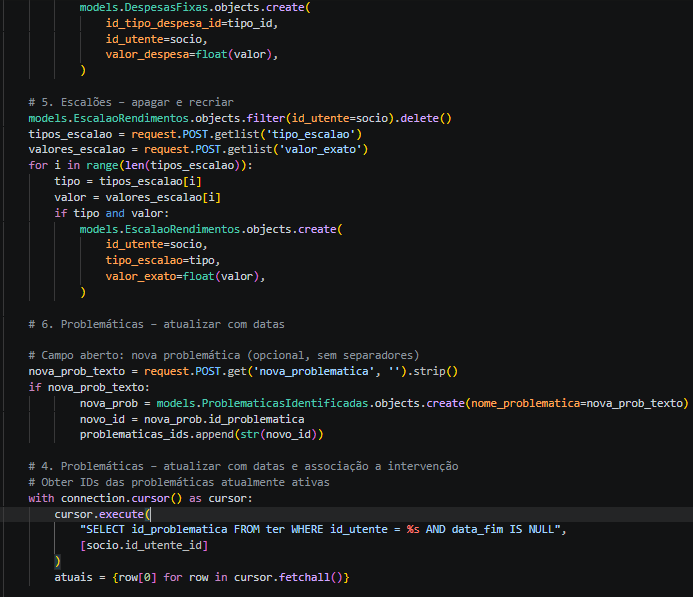 models.DespesasFixas.objects.create(
id_tipo_despesa_id=tipo_id,
id_utente=socio,
valor_despesa=float(valor),
)
# 5. Escalões – apagar e recriar
models.EscalaoRendimentos.objects.filter(id_utente=socio).delete()
tipos_escalao = request.POST.getlist('tipo_escalao')
valores_escalao = request.POST.getlist('valor_exato')
for i in range(len(tipos_escalao)):
tipo = tipos_escalao[i]
valor = valores_escalao[i]
if tipo and valor:
models.EscalaoRendimentos.objects.create(
id_utente=socio,
tipo_escalao=tipo,
valor_exato=float(valor),
)
# 6. Problemáticas – atualizar com datas
# Campo aberto: nova problemática (opcional, sem separadores)
nova_prob_texto = request.POST.get('nova_problematica', '').strip()
if nova_prob_texto:
nova_prob = models.ProblematicasIdentificadas.objects.create(nome_problematica=nova_prob_texto)
novo_id = nova_prob.id_problematica
problematicas_ids.append(str(novo_id))
# 4. Problemáticas – atualizar com datas e associação a intervenção
# Obter IDs das problemáticas atualmente ativas
with connection.cursor() as cursor:
cursor.execute(
"SELECT id_problematica FROM ter WHERE id_utente = %s AND data_fim IS NULL",
[socio.id_utente_id]
)
atuais = {row[0] for row in cursor.fetchall()}